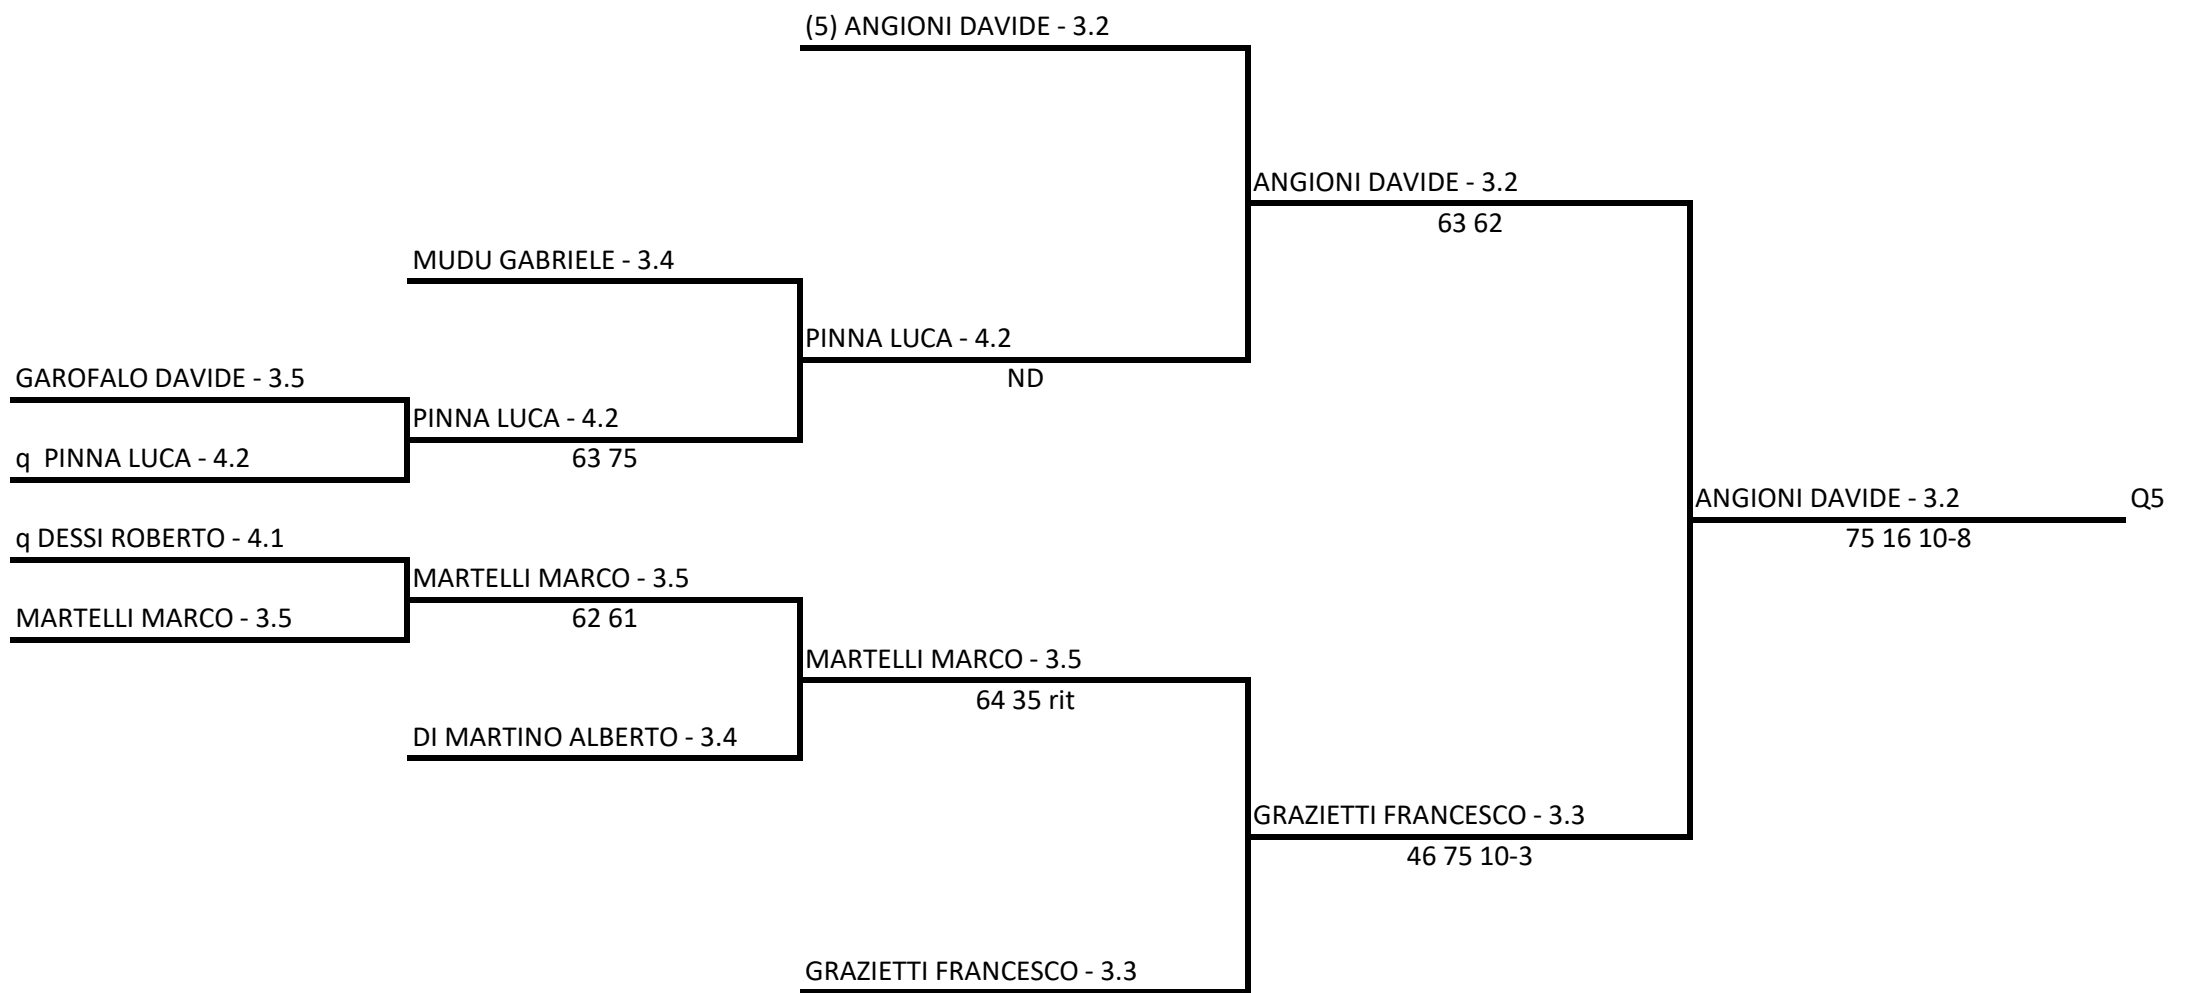 (5) ANGIONI DAVIDE - 3.2
ANGIONI DAVIDE - 3.2
63 62
MUDU GABRIELE - 3.4
PINNA LUCA - 4.2
ND
GAROFALO DAVIDE - 3.5
PINNA LUCA - 4.2
63 75
q  PINNA LUCA - 4.2
ANGIONI DAVIDE - 3.2
Q5
75 16 10-8
q DESSI ROBERTO - 4.1
MARTELLI MARCO - 3.5
62 61
MARTELLI MARCO - 3.5
MARTELLI MARCO - 3.5
64 35 rit
DI MARTINO ALBERTO - 3.4
GRAZIETTI FRANCESCO - 3.3
46 75 10-3
GRAZIETTI FRANCESCO - 3.3